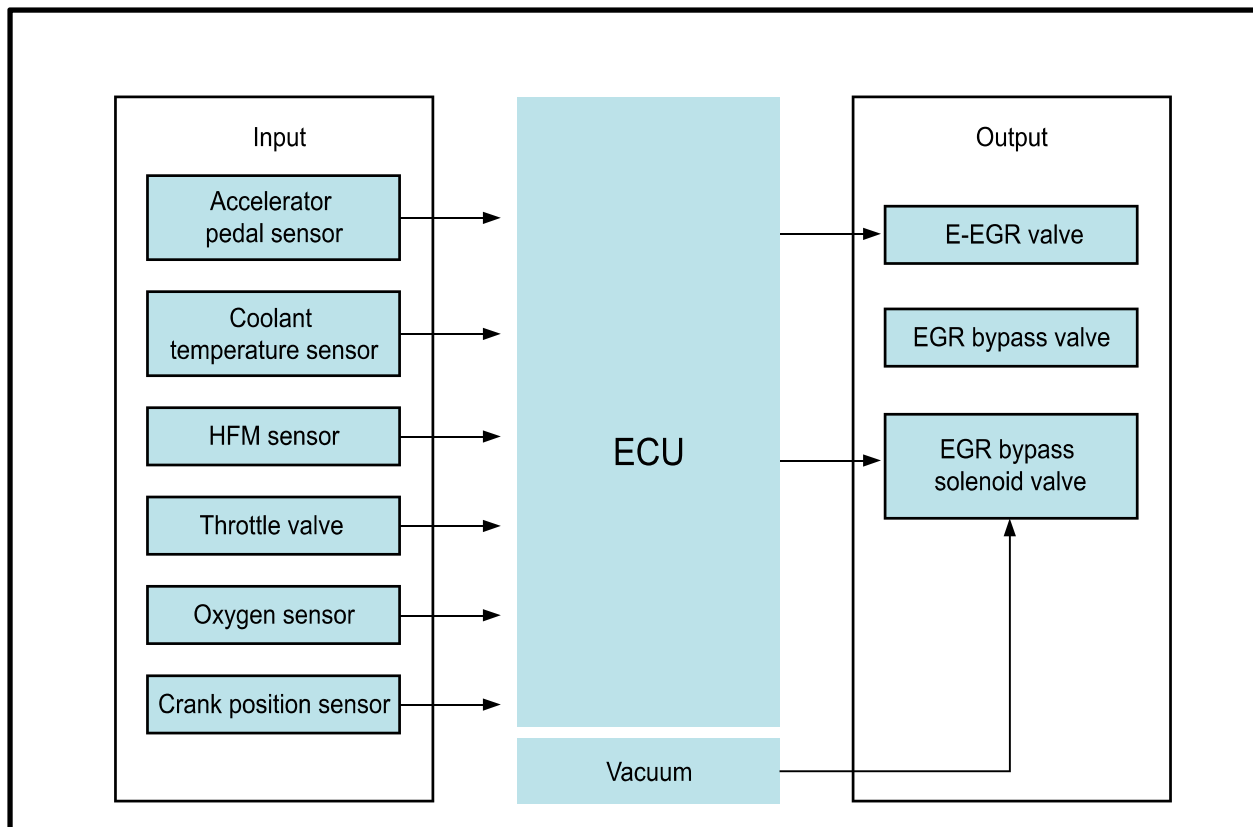 Input
Accelerator
pedal sensor
Coolant
temperature sensor
HFM sensor
Throttle valve
Oxygen sensor
Crank position sensor
ECU
Vacuum
Output
E-EGR valve
EGR bypass valve
EGR bypass
solenoid valve